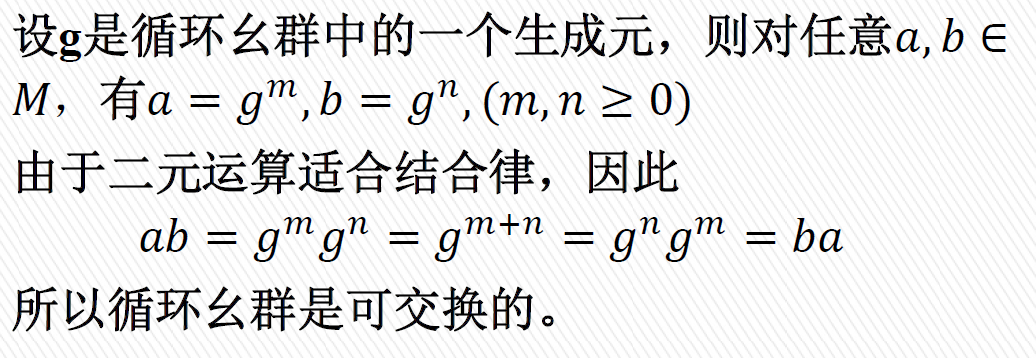 设g是循环幺群中的一个生成元，则对任意a, b ∈
M，有a = g^m, b = g^n, (m, n ≥ 0)
由于二元运算适合结合律，因此
ab = g^m g^n = g^{m+n} = g^n g^m = ba
所以循环幺群是可交换的。